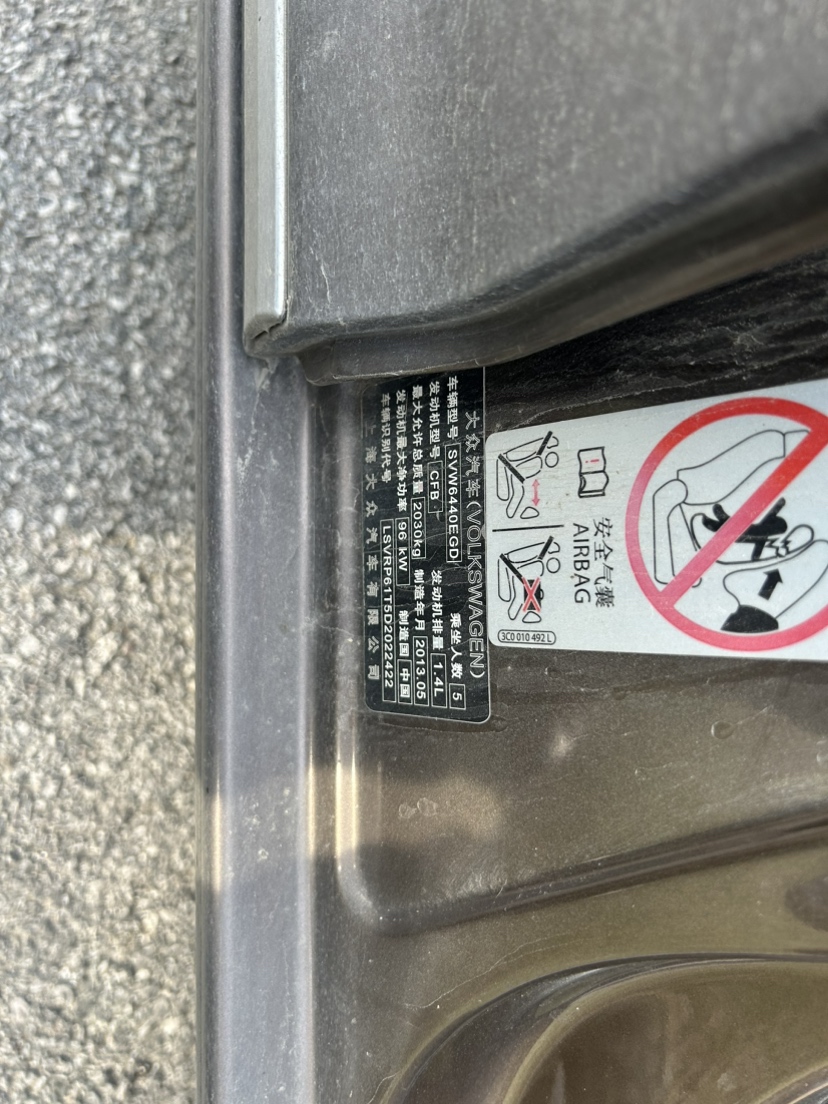 大众汽车(VOLKSWAGEN)
车辆型号 SVW6440EGD 乘坐人数 5
发动机型号 CFB 发动机排量 1.4L
最大允许总质量 2030kg 制造年月 2013.05
发动机最大净功率 96 kW 制造国 中国
车辆识别代号 LSVRP61T5D2022422
上海大众汽车有限公司
安全气囊
AIRBAG
3C0 010 492 L